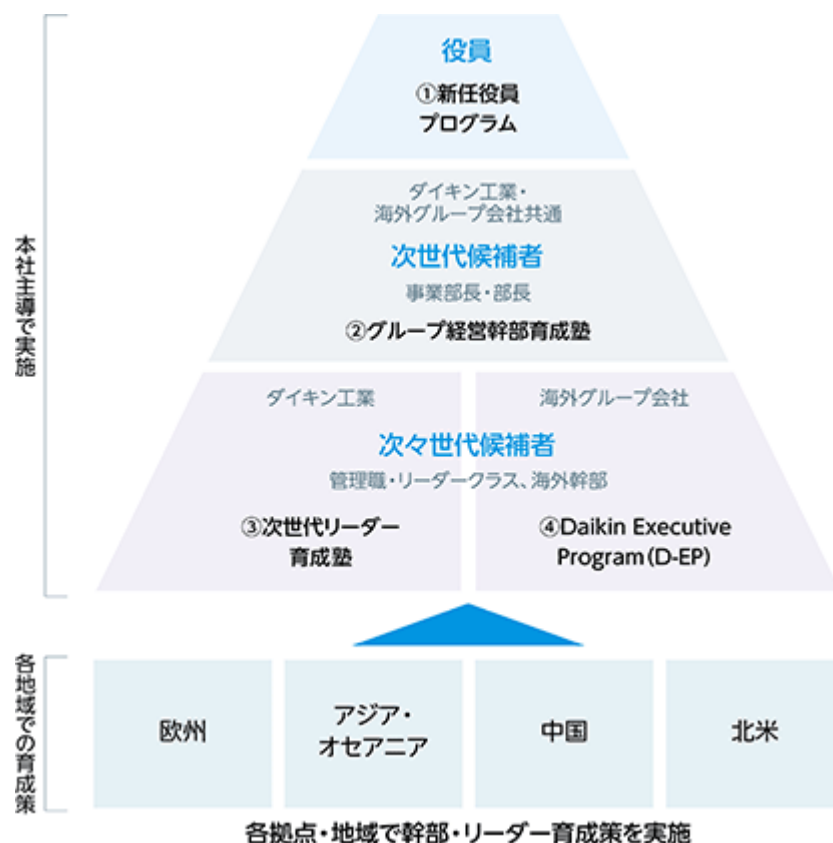 役員
①新任役員
プログラム
ダイキン工業・
海外グループ会社共通
次世代候補者
事業部長・部長
②グループ経営幹部育成塾
ダイキン工業
海外グループ会社
次々世代候補者
管理職・リーダークラス、海外幹部
③次世代リーダー
育成塾
④Daikin Executive
Program(D-EP)
本社主導で実施
各地域での育成策
欧州
アジア・
オセアニア
中国
北米
各拠点・地域で幹部・リーダー育成策を実施